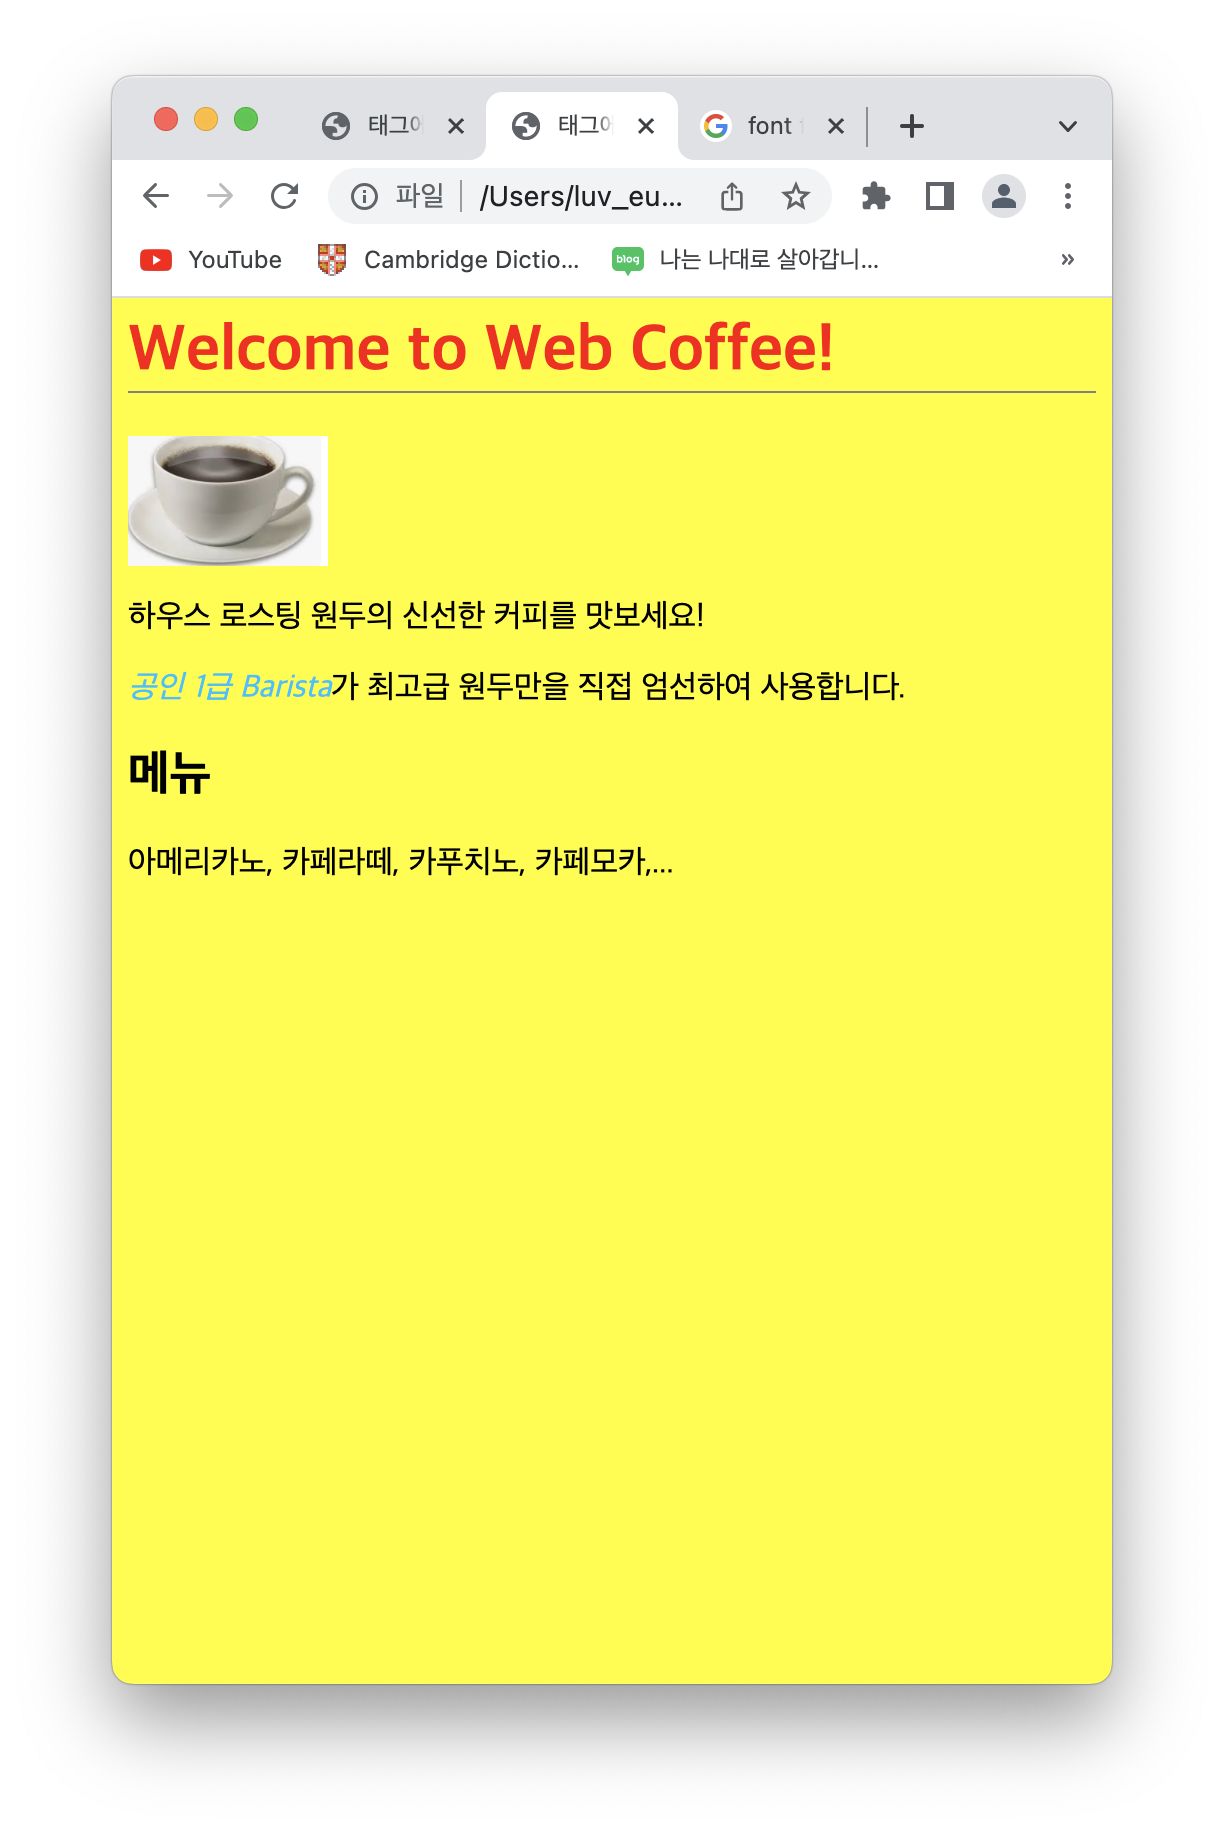 태그
태그
font
파일 /Users/luv_eu...
YouTube Cambridge Dictio... blog 나는 나대로 살아갑니...
Welcome to Web Coffee!
하우스 로스팅 원두의 신선한 커피를 맛보세요!
공인 1급 Barista가 최고급 원두만을 직접 엄선하여 사용합니다.
메뉴
아메리카노, 카페라떼, 카푸치노, 카페모카,...